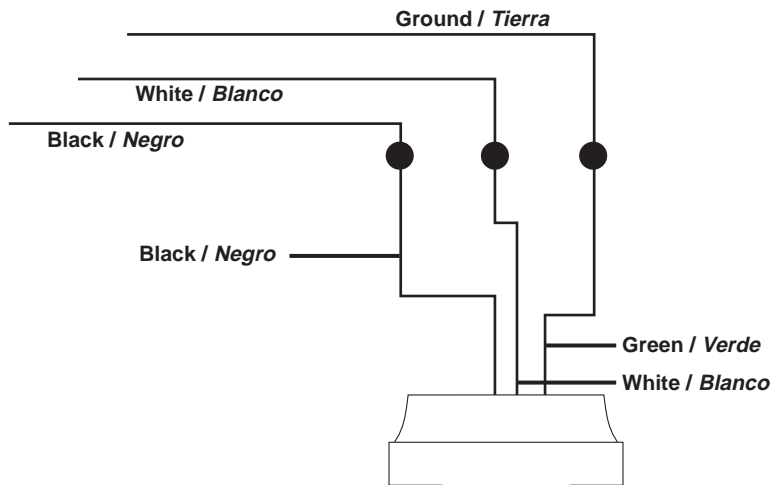 Ground / Tierra
White / Blanco
Black / Negro
Black / Negro
Green / Verde
White / Blanco